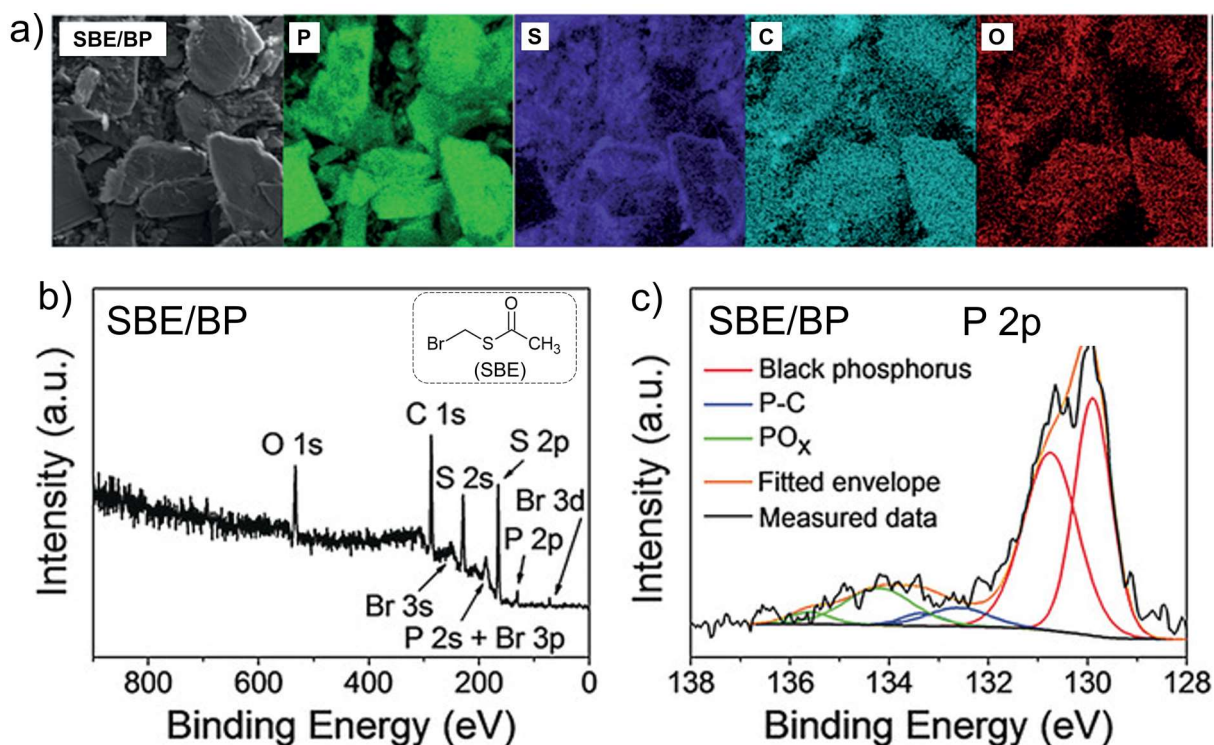 a)
SBE/BP
P
S
C
O
b)
SBE/BP
O
Br
S
CH3
(SBE)
O 1s
C 1s
S 2s
S 2p
Br 3d
P 2p
Br 3s
P 2s + Br 3p
Intensity (a.u.)
800
600
400
200
0
Binding Energy (eV)
c)
SBE/BP
P 2p
Black phosphorus
P-C
POx
Fitted envelope
Measured data
Intensity (a.u.)
138
136
134
132
130
128
Binding Energy (eV)